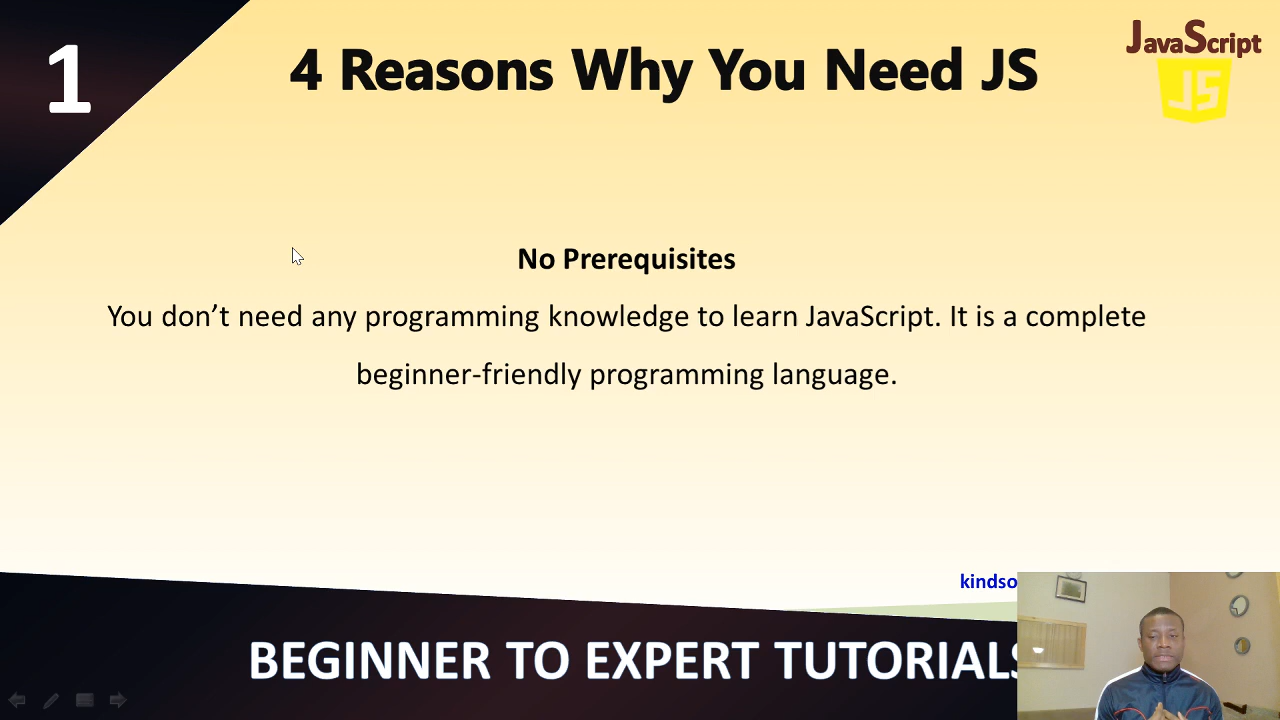 1
4 Reasons Why You Need JS
JavaScript
JS
No Prerequisites
You don’t need any programming knowledge to learn JavaScript. It is a complete
beginner-friendly programming language.
BEGINNER TO EXPERT TUTORIALS